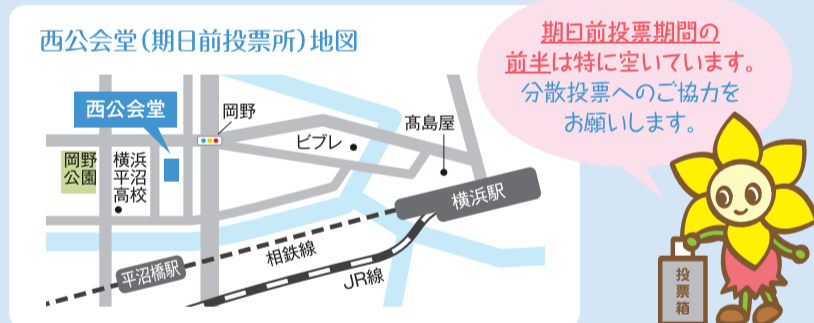 西公会堂(期日前投票所)地図
期日前投票期間の
前半は特に空いています。
分散投票へのご協力を
お願いします。
西公会堂
岡野
ビブレ
髙島屋
岡野
公園
横浜
平沼
高校
横浜駅
相鉄線
平沼橋駅
JR線
投票箱